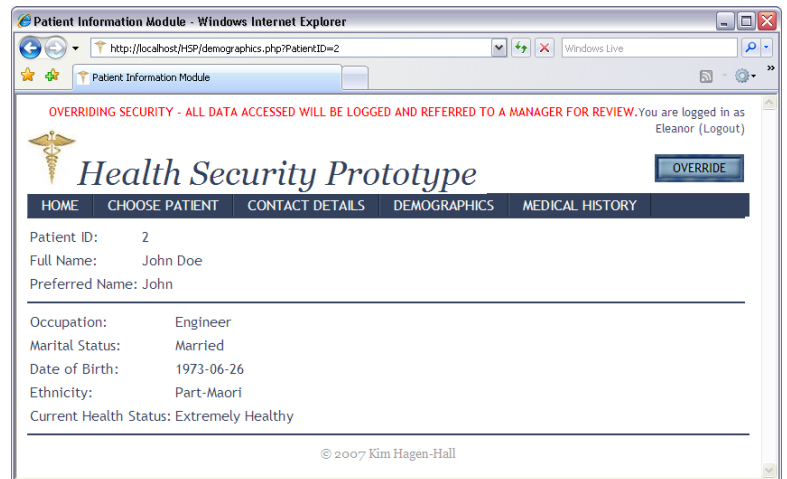 Patient Information Module - Windows Internet Explorer
http://localhost/HSP/demographics.php?PatientID=2
Windows Live
Patient Information Module
OVERRIDING SECURITY - ALL DATA ACCESSED WILL BE LOGGED AND REFERRED TO A MANAGER FOR REVIEW. You are logged in as
Eleanor (Logout)
Health Security Prototype
OVERRIDE
HOME CHOOSE PATIENT CONTACT DETAILS DEMOGRAPHICS MEDICAL HISTORY
Patient ID: 2
Full Name: John Doe
Preferred Name: John
Occupation: Engineer
Marital Status: Married
Date of Birth: 1973-06-26
Ethnicity: Part-Maori
Current Health Status: Extremely Healthy
© 2007 Kim Hagen-Hall